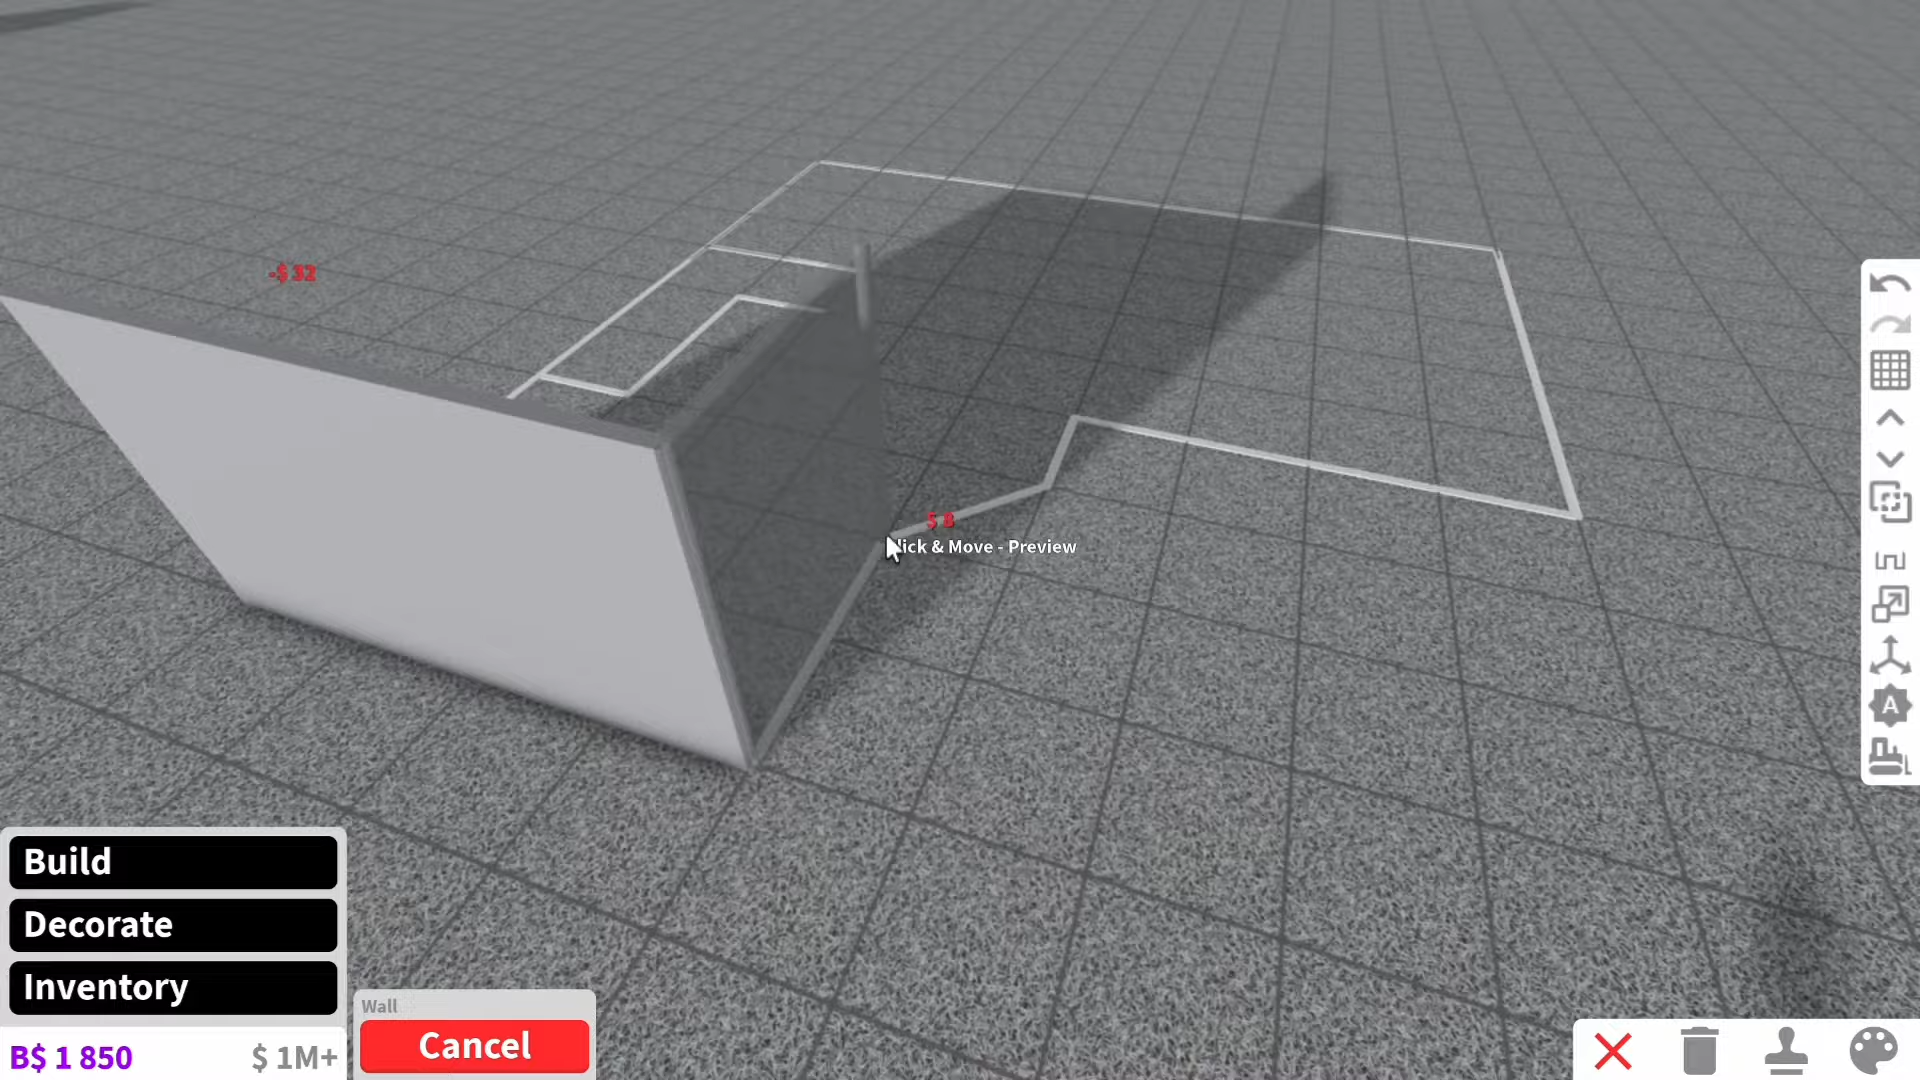 -$ 32
$ 8
lick & Move - Preview
Build
Decorate
Inventory
Wall
Cancel
B$ 1 850
$ 1M+
A